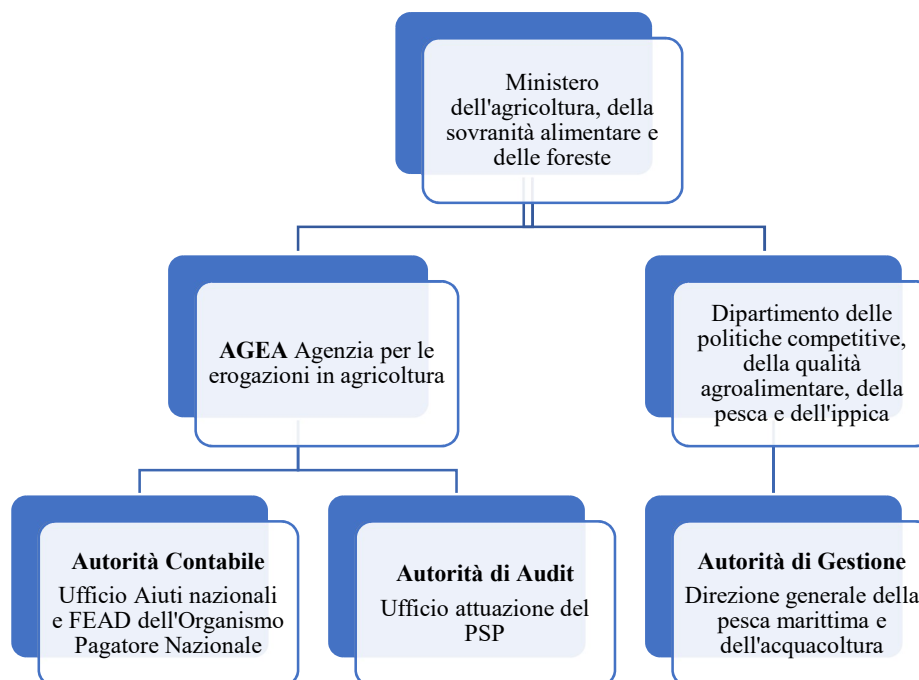 Ministero
dell'agricoltura, della
sovranità alimentare e
delle foreste
AGEA Agenzia per le
erogazioni in agricoltura
Dipartimento delle
politiche competitive,
della qualità
agroalimentare, della
pesca e dell'ippica
Autorità Contabile
Ufficio Aiuti nazionali
e FEAD dell'Organismo
Pagatore Nazionale
Autorità di Audit
Ufficio attuazione del
PSP
Autorità di Gestione
Direzione generale della
pesca marittima e
dell'acquacoltura